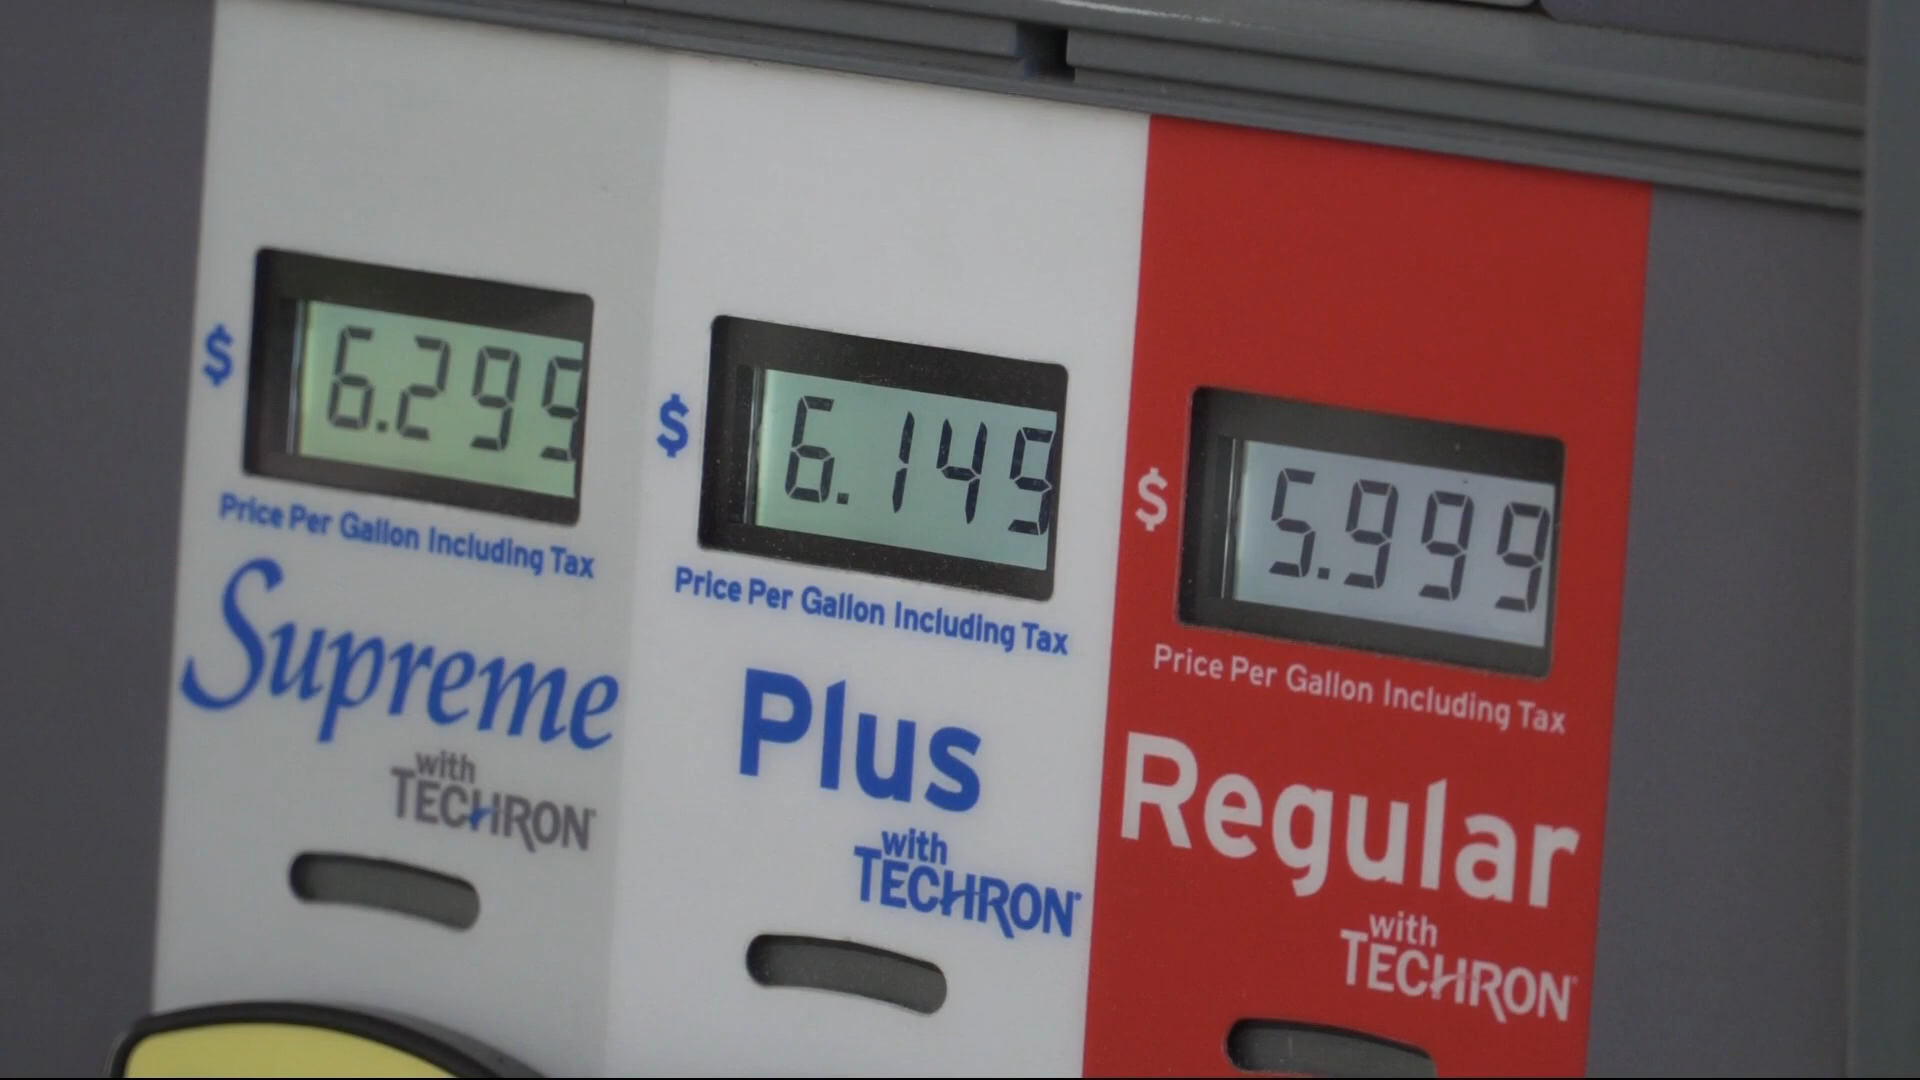 $ 6.299
Price Per Gallon Including Tax
Supreme
with
TECHRON
$ 6.149
Price Per Gallon Including Tax
Plus
with
TECHRON
$ 5.999
Price Per Gallon Including Tax
Regular
with
TECHRON